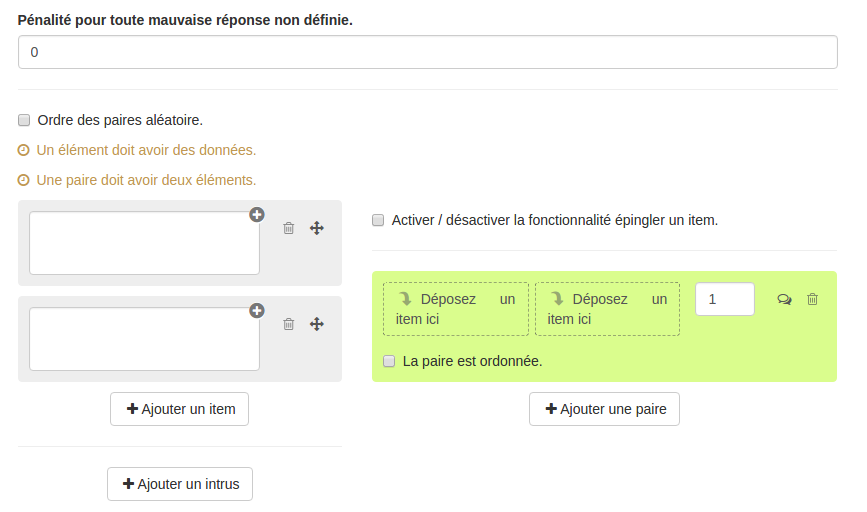 Pénalité pour toute mauvaise réponse non définie.
0
Ordre des paires aléatoire.
Un élément doit avoir des données.
Une paire doit avoir deux éléments.
Activer / désactiver la fonctionnalité épingler un item.
Déposez un
item ici
Déposez un
item ici
1
La paire est ordonnée.
Ajouter un item
Ajouter une paire
Ajouter un intrus